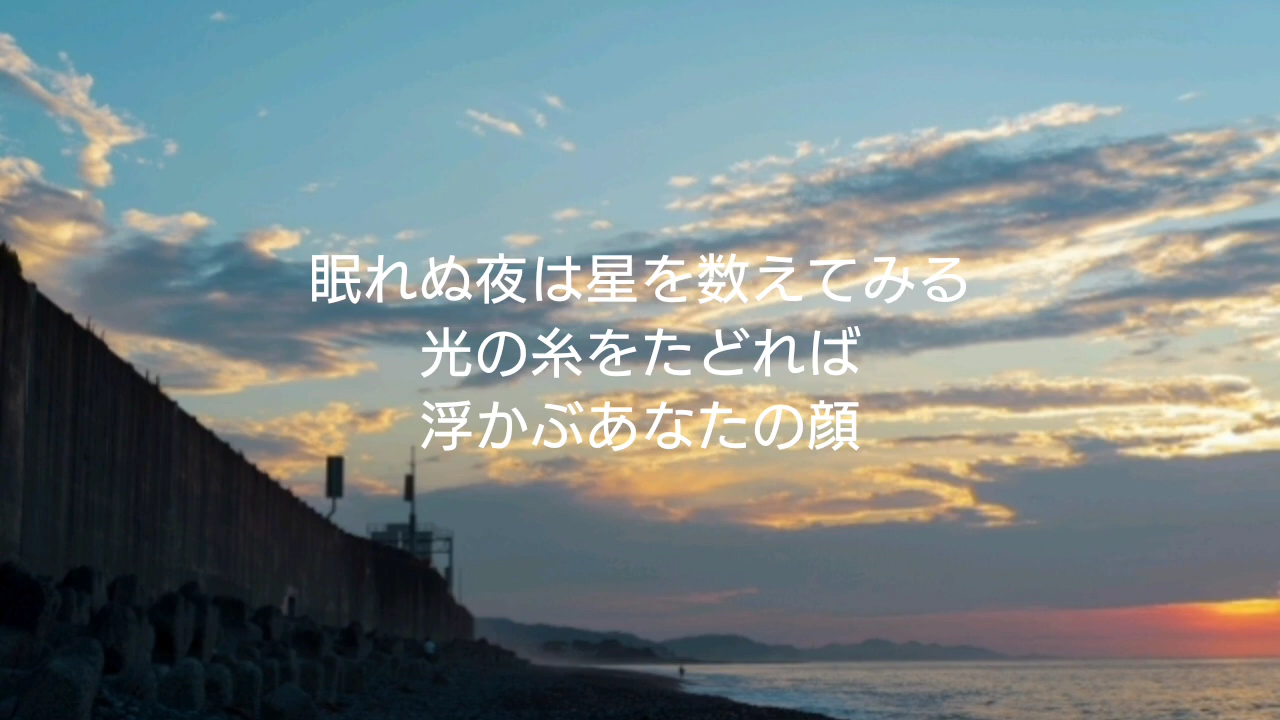 眠れぬ夜は星を数えてみる
光の糸をたどれば
浮かぶあなたの顔